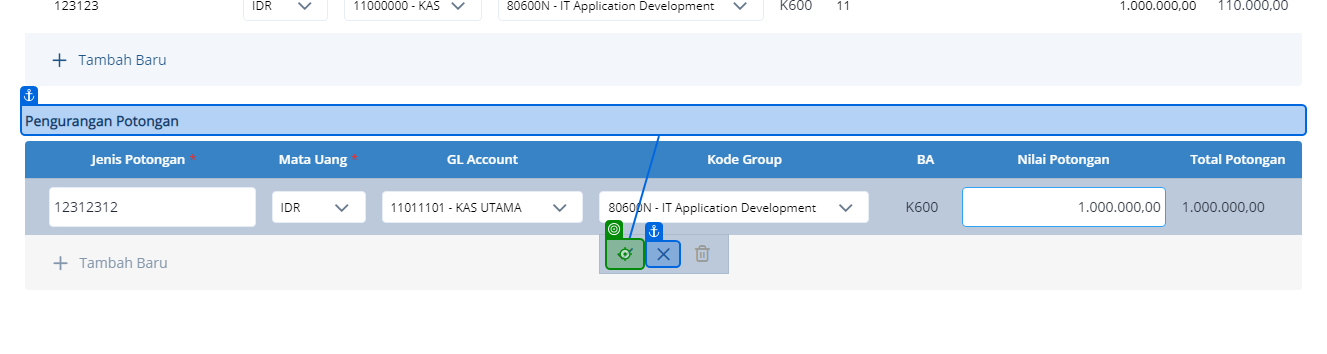 123123 IDR 11000000 - KAS 80600N - IT Application Development K600 11 1.000.000,00 110.000,00
Tambah Baru
Pengurangan Potongan
Jenis Potongan * Mata Uang * GL Account Kode Group BA Nilai Potongan Total Potongan
12312312 IDR 11011101 - KAS UTAMA 80600N - IT Application Development K600 1.000.000,00 1.000.000,00
Tambah Baru